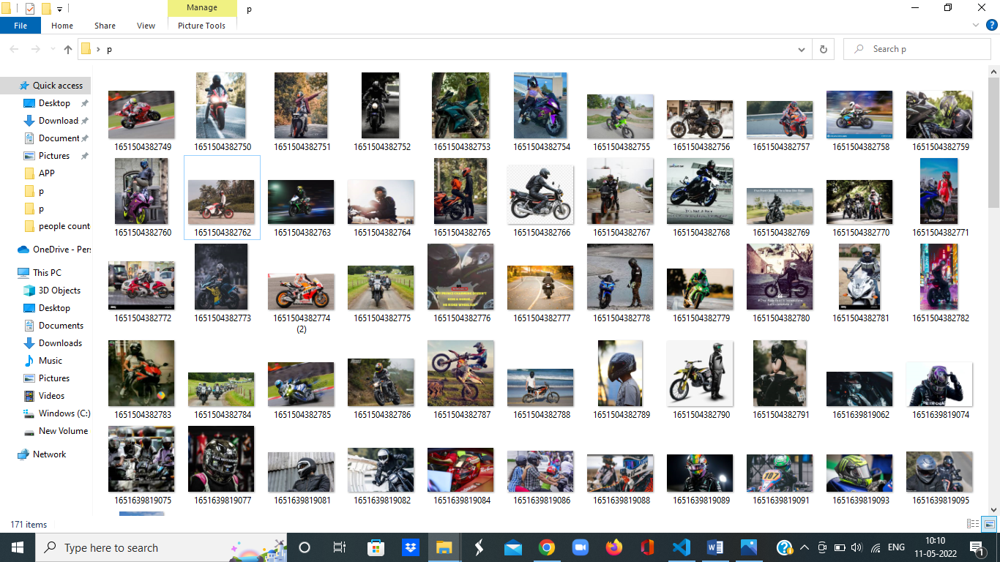 Manage
p
File
Home
Share
View
Picture Tools
p
Search p
Quick access
Desktop
Download
Document
Pictures
APP
p
p
people count
OneDrive - Pers
This PC
3D Objects
Desktop
Documents
Downloads
Music
Pictures
Videos
Windows (C:)
New Volume
Network
1651504382749
1651504382750
1651504382751
1651504382752
1651504382753
1651504382754
1651504382755
1651504382756
1651504382757
1651504382758
1651504382759
1651504382760
1651504382762
1651504382763
1651504382764
1651504382765
1651504382766
1651504382767
It's Not A Race
1651504382768
1651504382769
1651504382770
1651504382771
1651504382772
1651504382773
1651504382774
(2)
1651504382775
1651504382776
1651504382777
1651504382778
1651504382779
1651504382780
1651504382781
1651504382782
1651504382783
1651504382784
1651504382785
1651504382786
1651504382787
1651504382788
1651504382789
1651504382790
1651504382791
1651639819062
1651639819074
1651639819075
1651639819077
1651639819081
1651639819082
1651639819084
1651639819086
1651639819088
1651639819089
107
1651639819091
1651639819093
1651639819095
171 items
Type here to search
ENG
10:10
11-05-2022
1